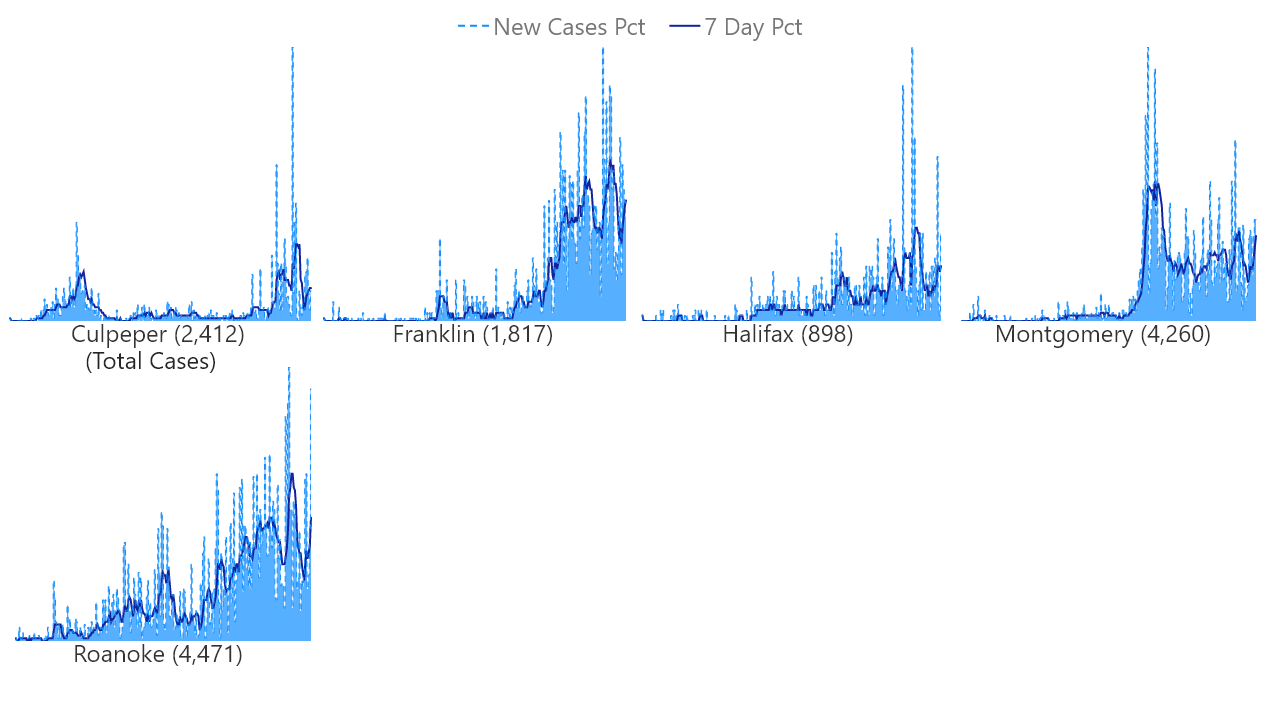 New Cases Pct 7 Day Pct
Culpeper (2,412)
(Total Cases)
Franklin (1,817)
Halifax (898)
Montgomery (4,260)
Roanoke (4,471)